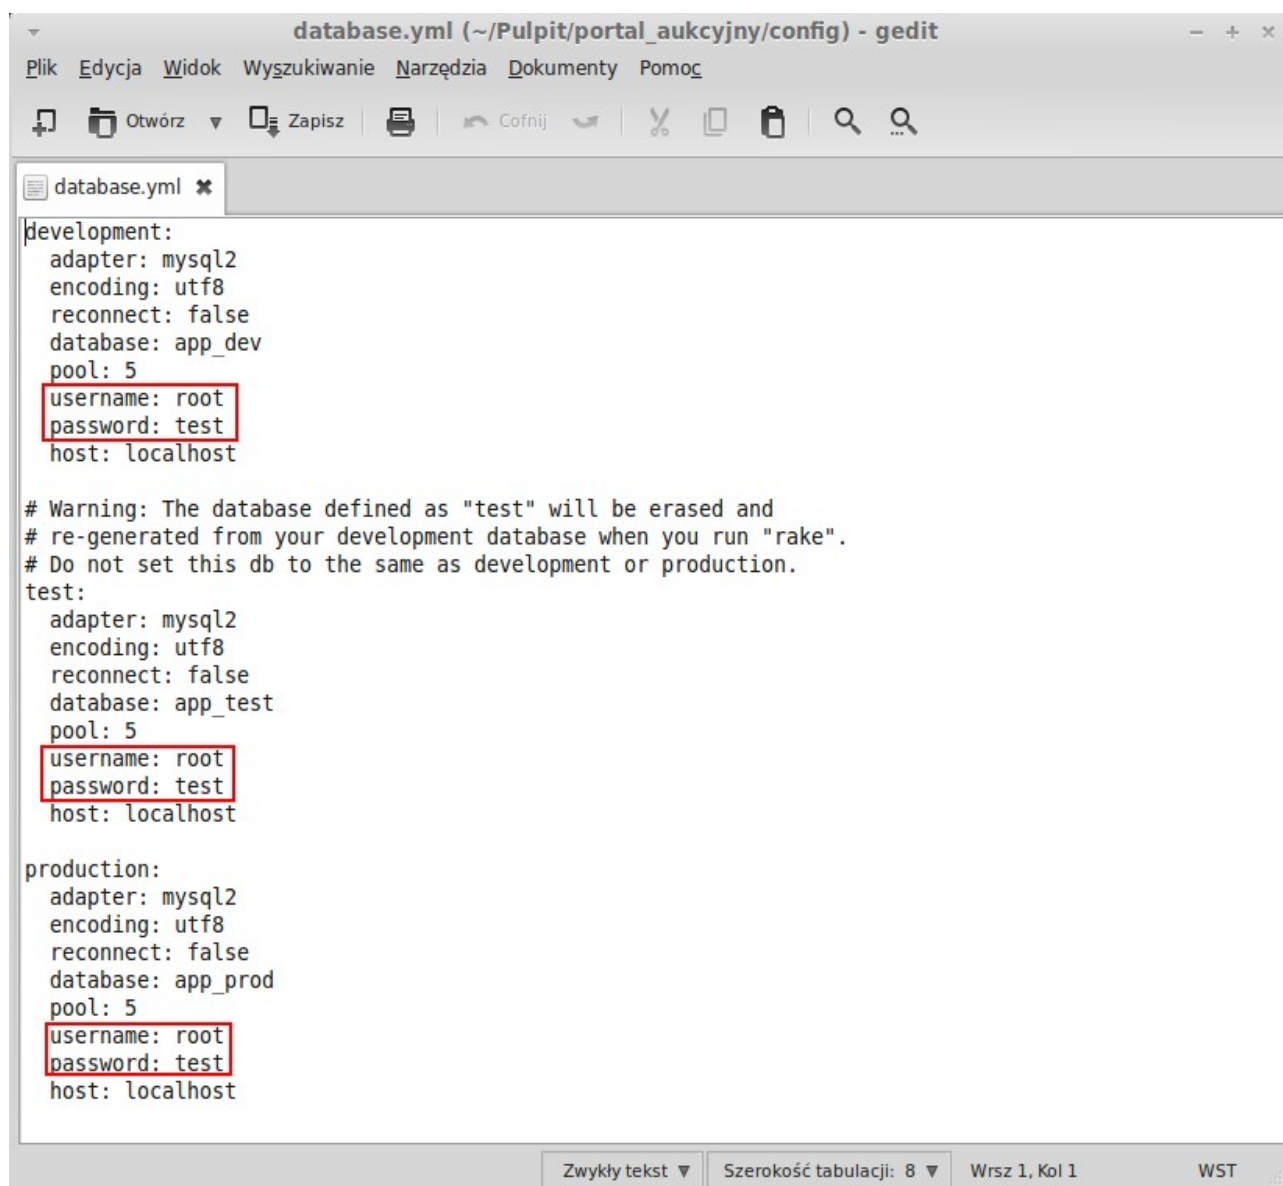 database.yml (~/Pulpit/portal_aukcyjny/config) - gedit
Plik Edycja Widok Wyszukiwanie Narzędzia Dokumenty Pomoc
Otwórz Zapisz Cofnij
database.yml
development:
  adapter: mysql2
  encoding: utf8
  reconnect: false
  database: app_dev
  pool: 5
  username: root
  password: test
  host: localhost

# Warning: The database defined as "test" will be erased and
# re-generated from your development database when you run "rake".
# Do not set this db to the same as development or production.
test:
  adapter: mysql2
  encoding: utf8
  reconnect: false
  database: app_test
  pool: 5
  username: root
  password: test
  host: localhost

production:
  adapter: mysql2
  encoding: utf8
  reconnect: false
  database: app_prod
  pool: 5
  username: root
  password: test
  host: localhost
Zwykły tekst Szerokość tabulacji: 8 Wrsz 1, Kol 1 WST